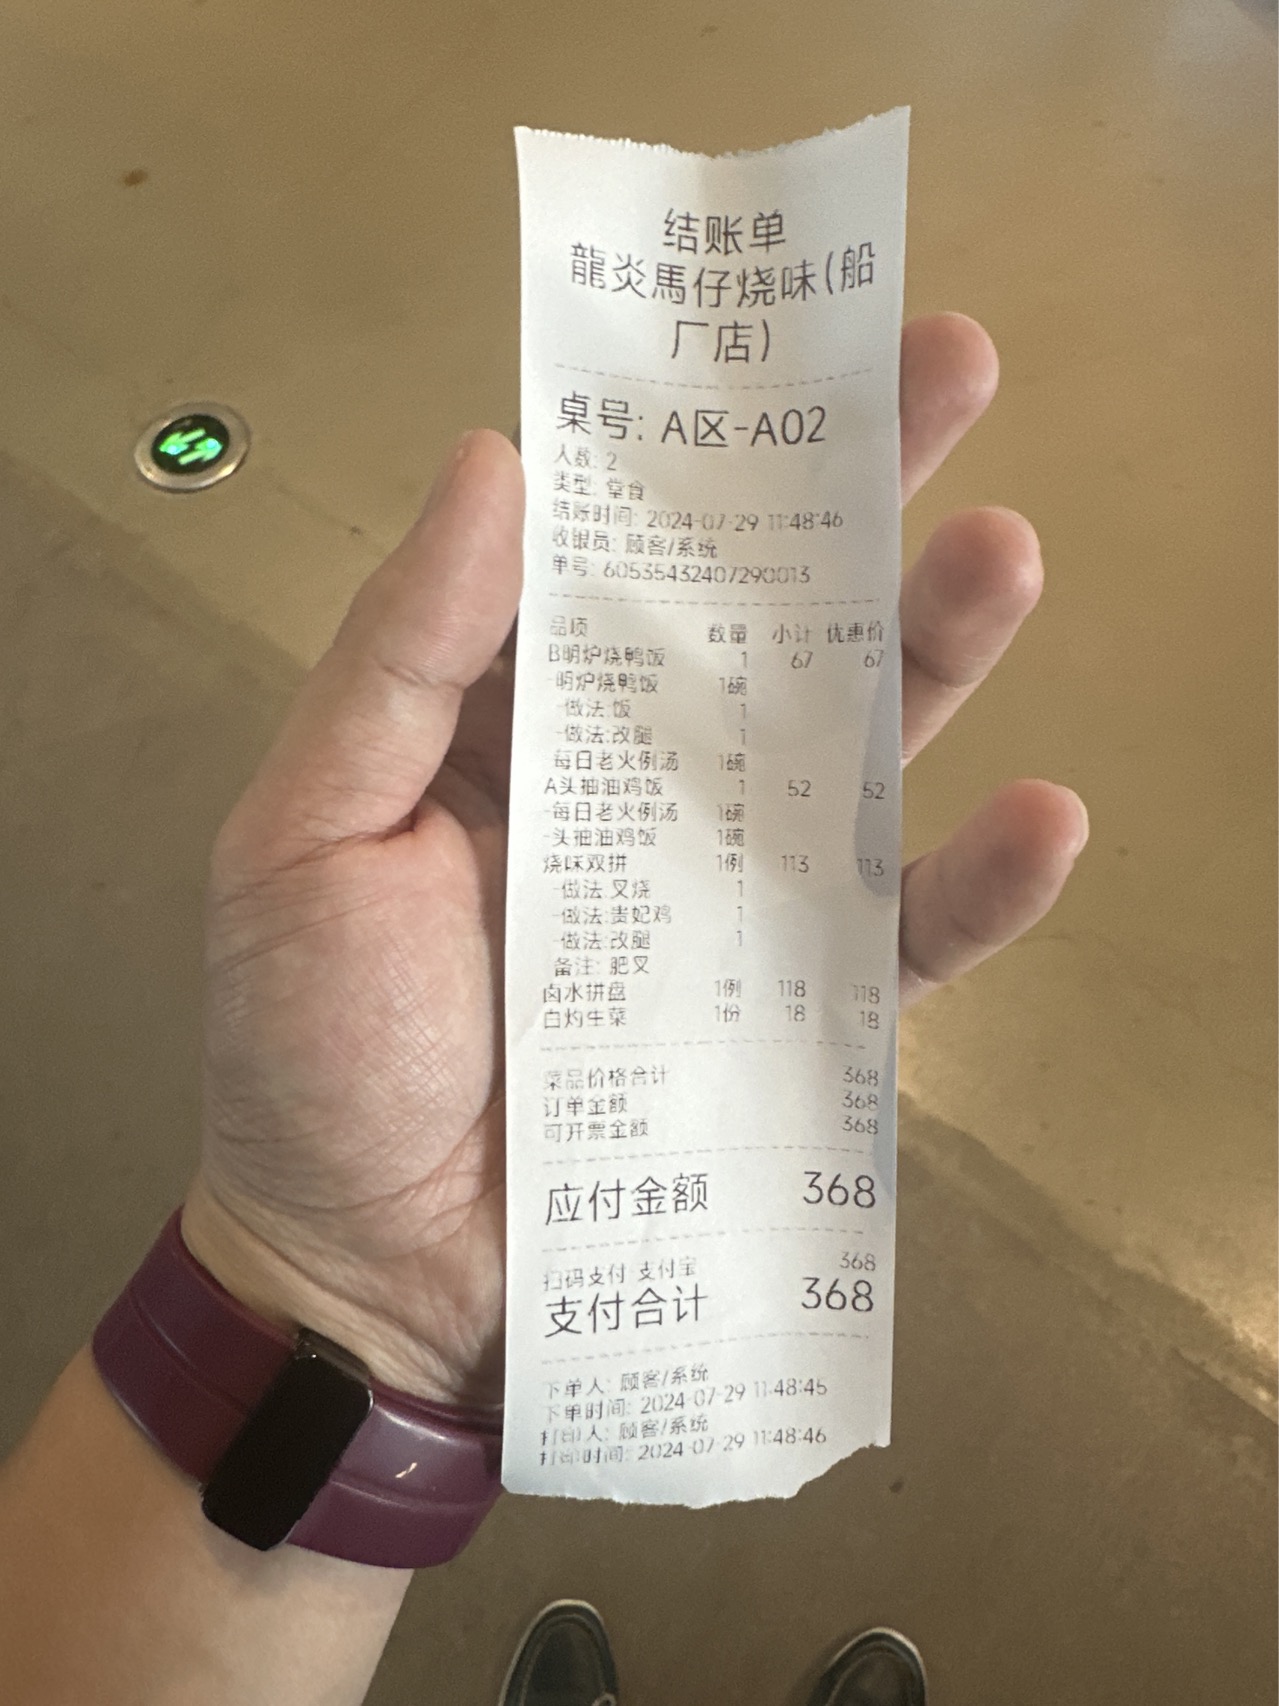 结账单
龍炎馬仔烧味(船
厂店)
桌号: A区-A02
人数: 2
类型: 堂食
结账时间: 2024-07-29 11:48:46
收银员: 顾客/系统
单号: 60535432407290013
品项 数量 小计 优惠价
B明炉烧鸭饭 1 67 67
-明炉烧鸭饭 1碗
-做法:饭 1
-做法:改腿 1
-每日老火例汤 1碗
A头抽油鸡饭 1 52 52
-每日老火例汤 1碗
-头抽油鸡饭 1碗
烧味双拼 1例 113 113
-做法:叉烧 1
-做法:贵妃鸡 1
-做法:改腿 1
备注: 肥叉
卤水拼盘 1例 118 118
白灼生菜 1份 18 18
菜品价格合计 368
订单金额 368
可开票金额 368
应付金额 368
扫码支付-支付宝 368
支付合计 368
下单人: 顾客/系统
下单时间: 2024-07-29 11:48:45
打印人: 顾客/系统
打印时间: 2024-07-29 11:48:46